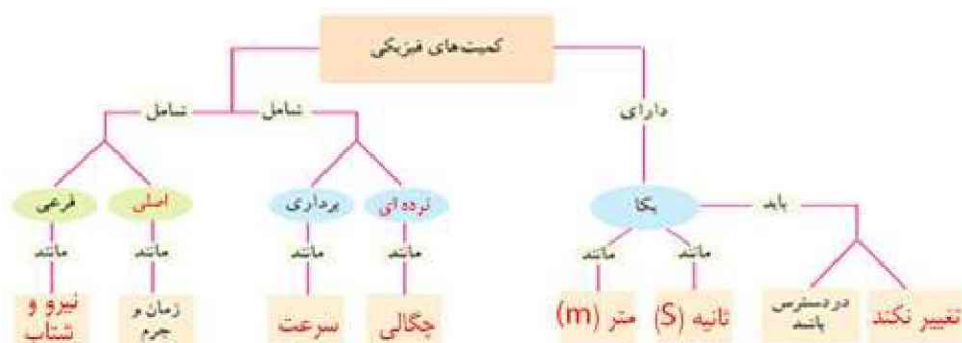 کمیت‌های فیزیکی
دارای
شامل
شامل
یکا
باید
نرده ای
برداری
اصلی
فرعی
مانند
مانند
مانند
مانند
مانند
مانند
تغییر نکند
در دسترس
باشد
ثانیه (S)
متر (m)
چگالی
سرعت
زمان و
جرم
نیرو و
شتاب